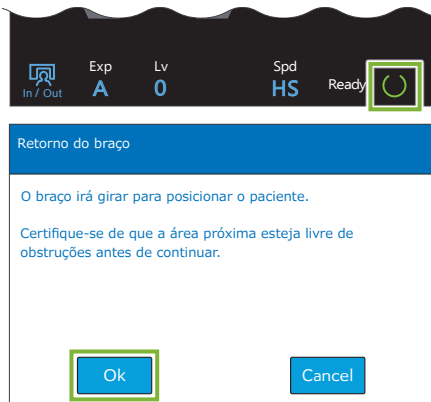 Exp Lv Spd
In / Out A 0 HS Ready
Retorno do braço
O braço irá girar para posicionar o paciente.
Certifique-se de que a área próxima esteja livre de
obstruções antes de continuar.
Ok Cancel